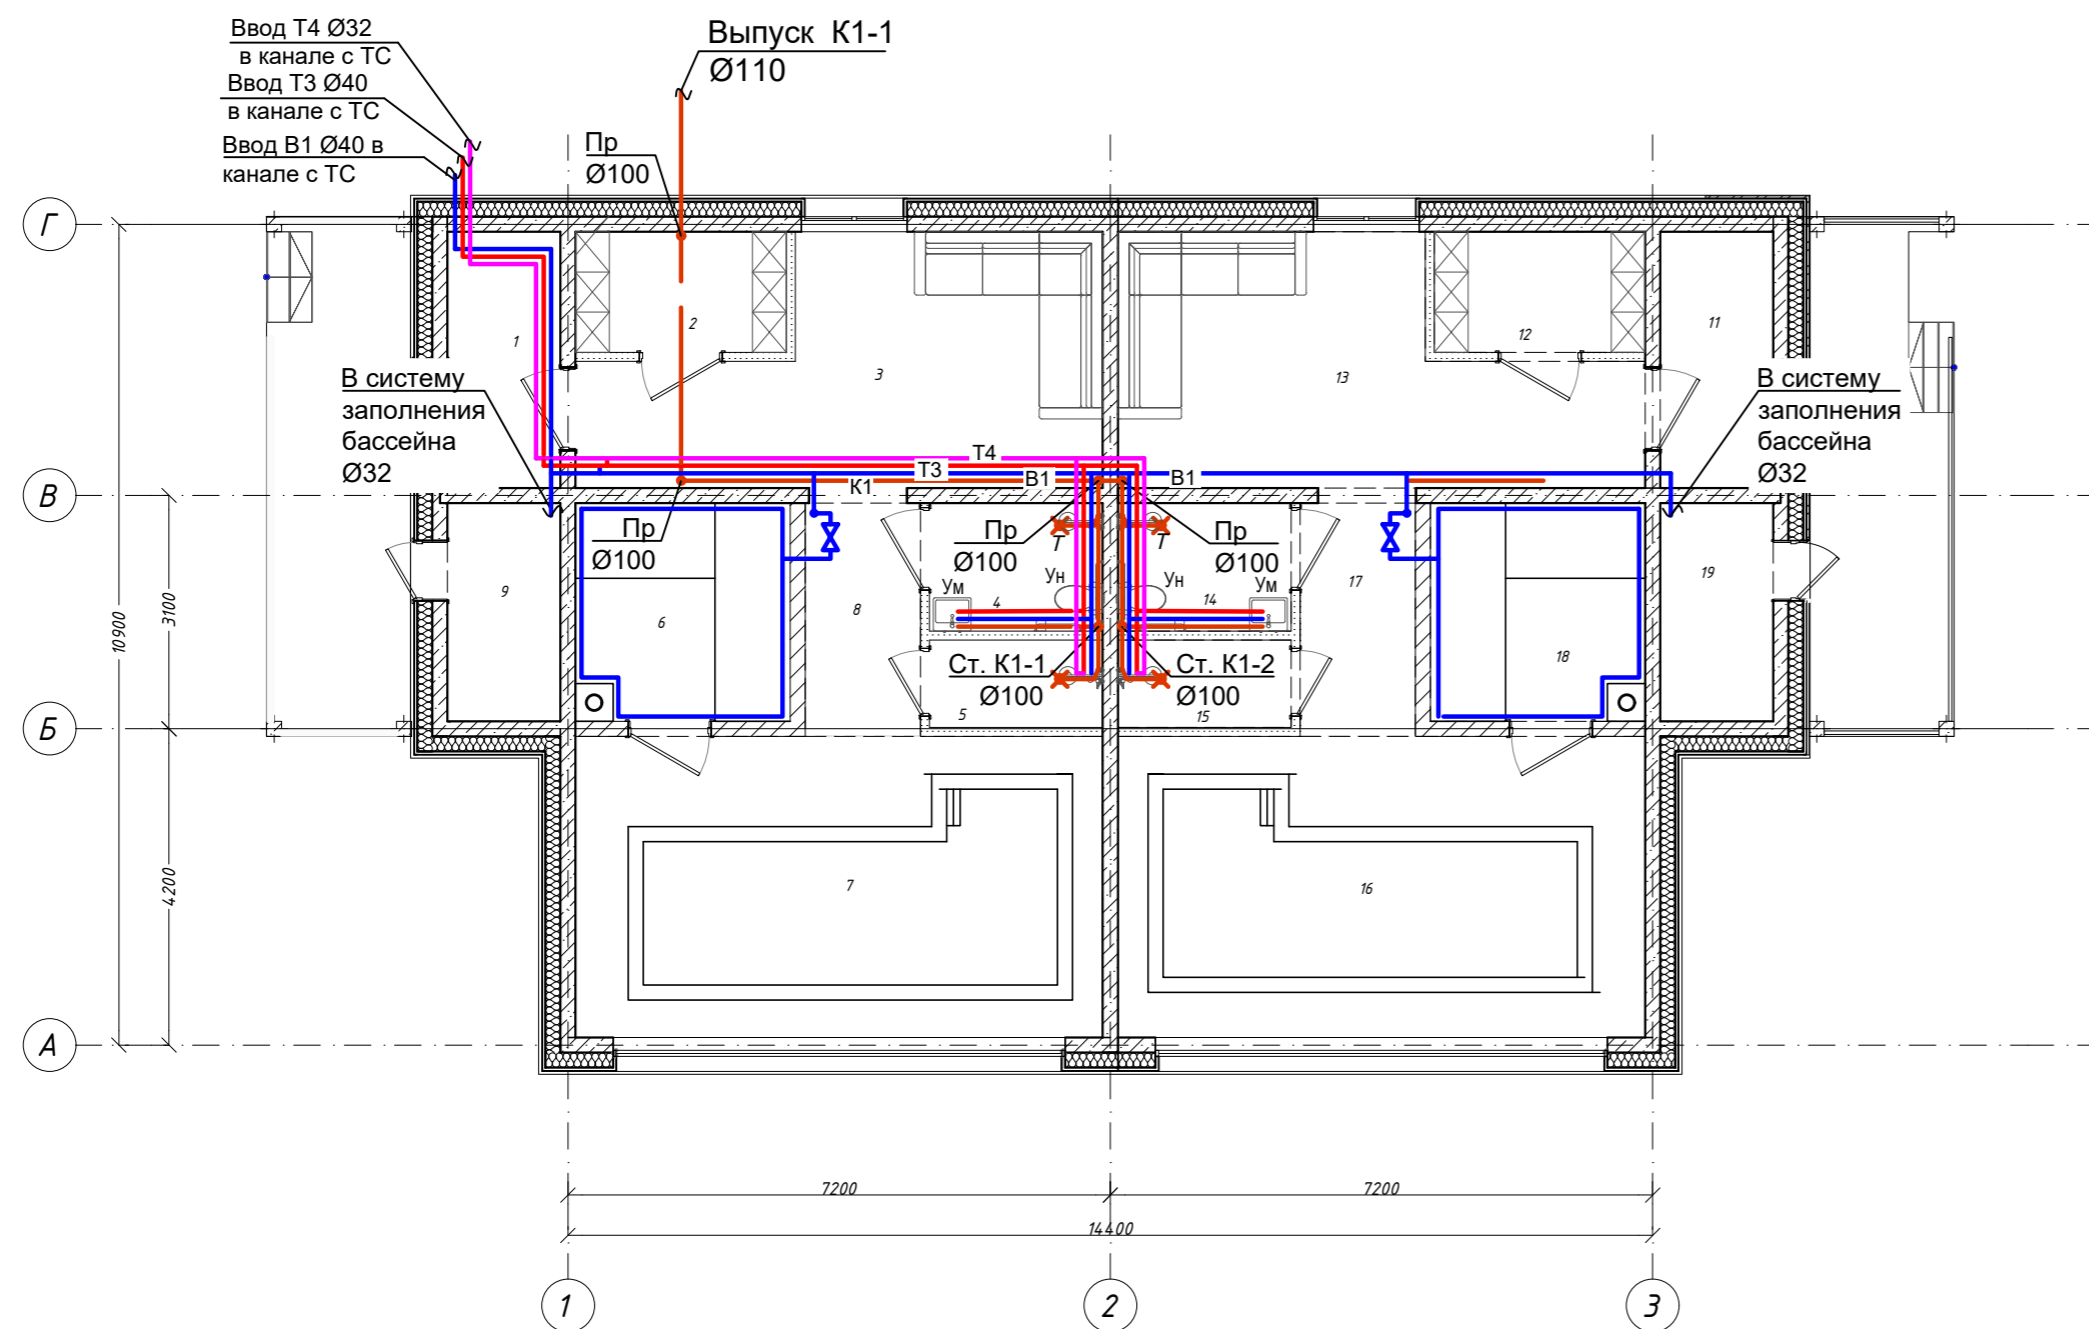 Ввод Т4 Ø32
в канале с ТС
Ввод Т3 Ø40
в канале с ТС
Ввод В1 Ø40 в
канале с ТС
Выпуск К1-1
Ø110
Пр
Ø100
Г
В
Б
А
10900
3100
4200
1
2
3
13
12
11
В систему
заполнения
бассейна
Ø32
В систему
заполнения
бассейна
Ø32
Т4
Т3
К1
В1
В1
Пр
Ø100
Пр
Ø100
Пр
Ø100
Т
Т
Ун
Ун
Ум
Ум
9
6
8
4
14
17
18
19
Ст. К1-1
Ø100
Ст. К1-2
Ø100
5
15
7
16
7200
7200
14400
1
2
3